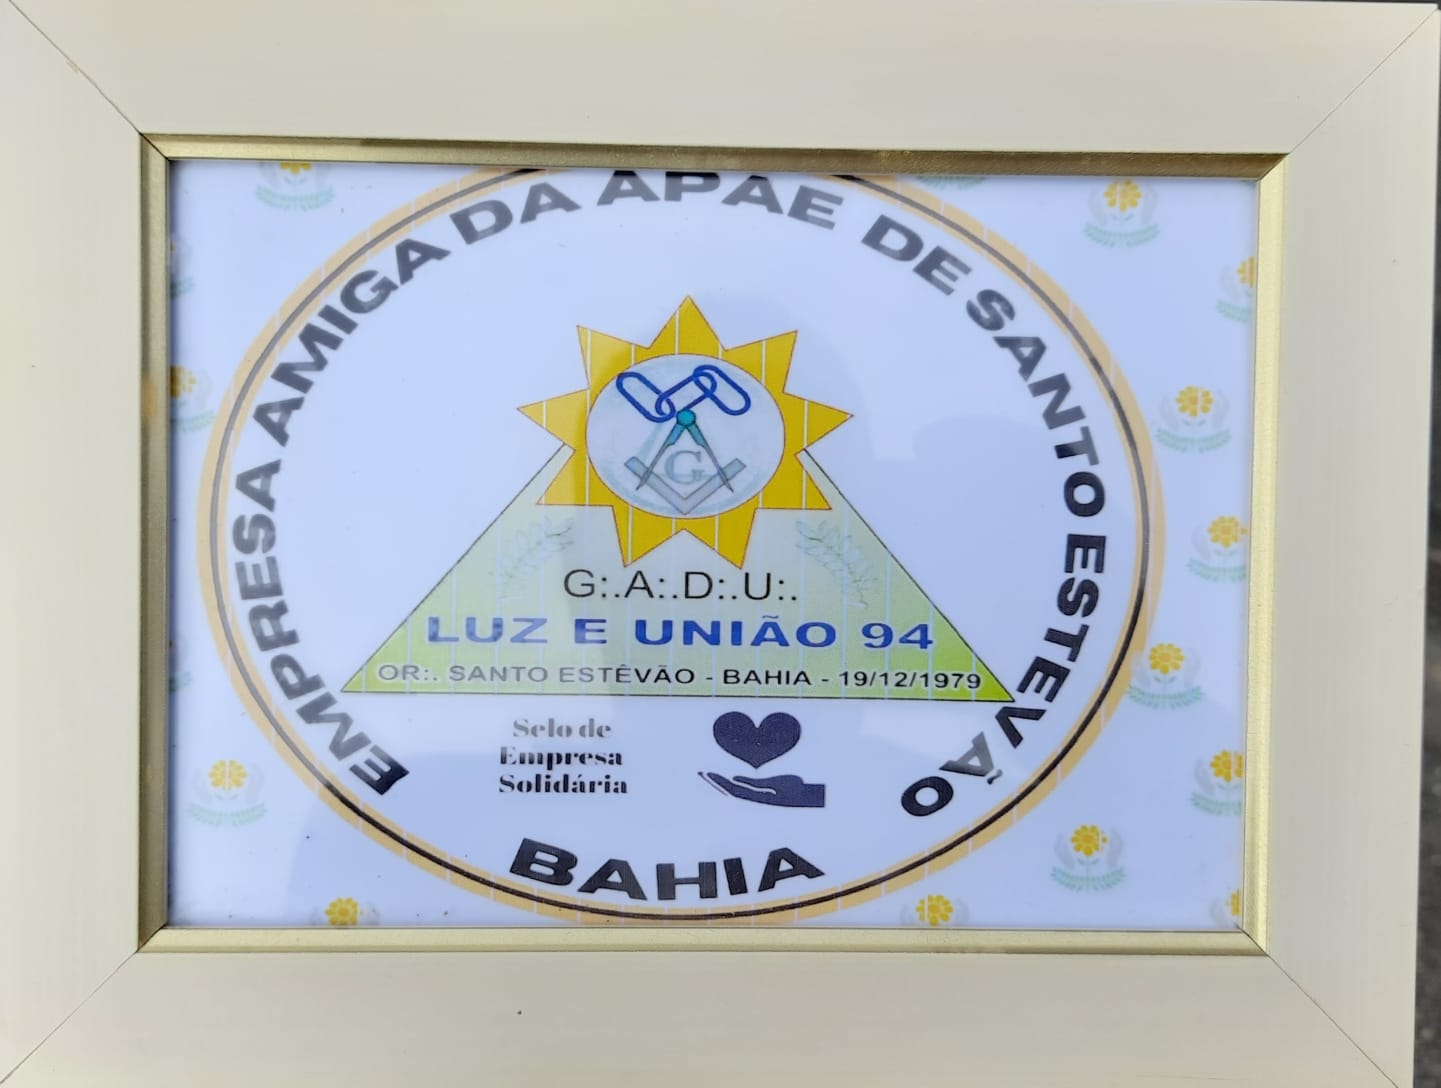 EMPRESA AMIGA DA APAE DE SANTO ESTEVÃO
G
G:.A:.D:.U:.
LUZ E UNIÃO 94
OR:. SANTO ESTÊVÃO - BAHIA - 19/12/1979
Selo de
Empresa
Solidária
BAHIA